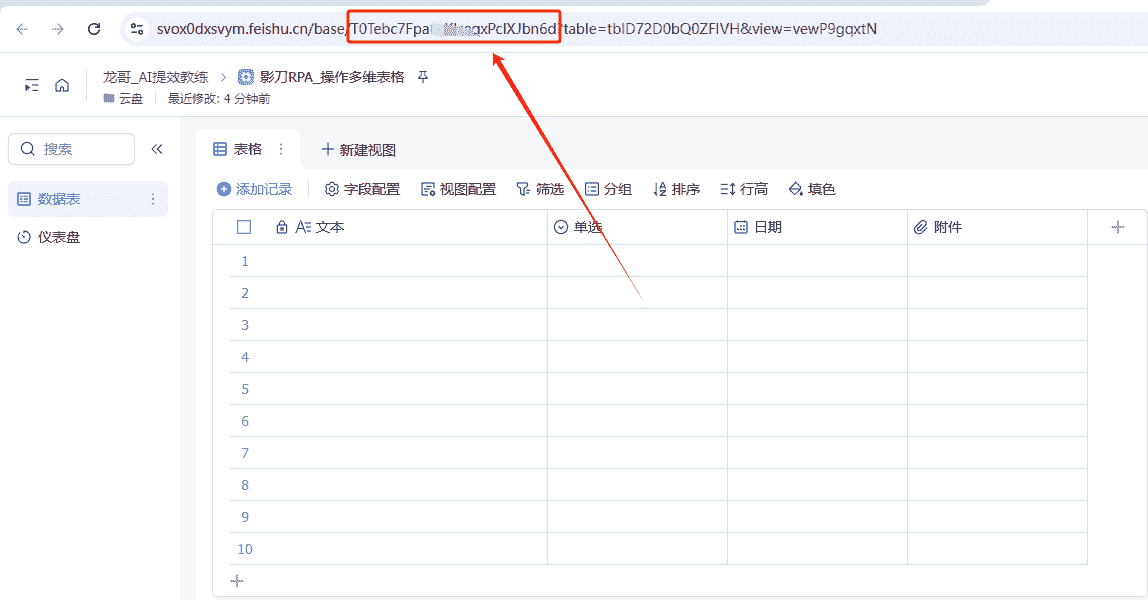 svox0dxsvym.feishu.cn/base/T0Tebc7Fpa
qxPclXJbn6d?table=tblD72D0bQ0ZFIVH&view=vewP9gqxtN
龙哥_AI提效教练 > 影刀RPA_操作多维表格
云盘 | 最近修改: 4 分钟前
搜索
数据表
仪表盘
表格
新建视图
添加记录 字段配置 视图配置 筛选 分组 排序 行高 填色
文本 单选 日期 附件
1
2
3
4
5
6
7
8
9
10